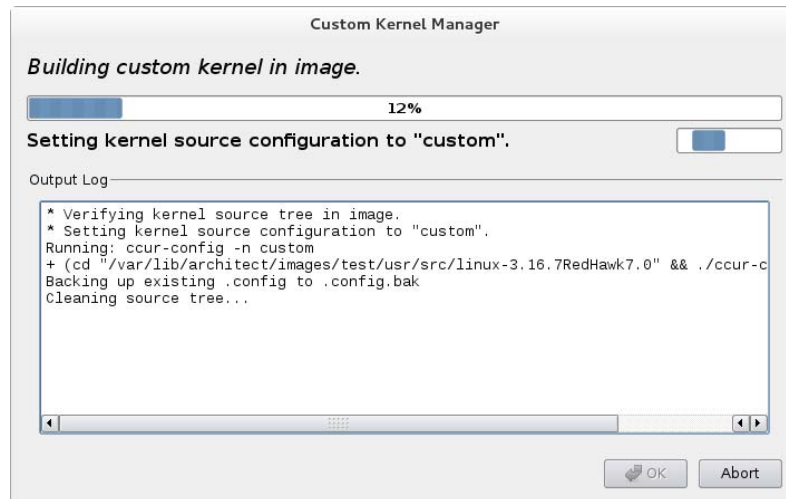 Custom Kernel Manager
Building custom kernel in image.
12%
Setting kernel source configuration to "custom".
Output Log
* Verifying kernel source tree in image.
* Setting kernel source configuration to "custom".
Running: ccur-config -n custom
+ (cd "/var/lib/architect/images/test/usr/src/linux-3.16.7RedHawk7.0" && ./ccur-c
Backing up existing .config to .config.bak
Cleaning source tree...
OK
Abort